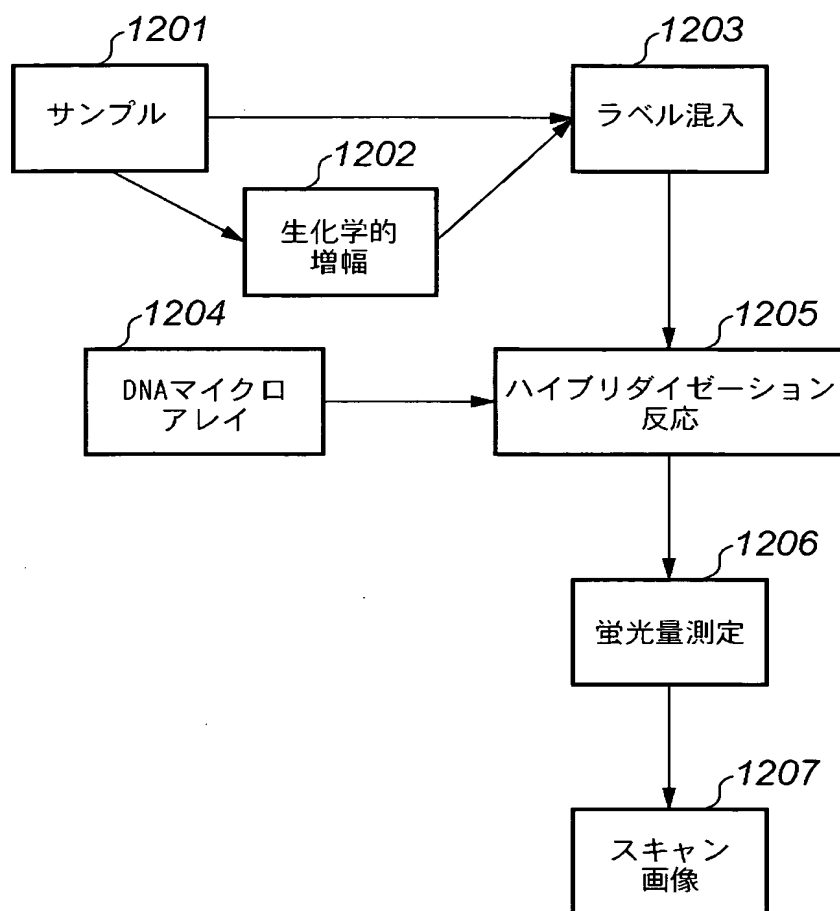 1201
サンプル
1203
ラベル混入
1202
生化学的
増幅
1204
DNAマイクロ
アレイ
1205
ハイブリダイゼーション
反応
1206
蛍光量測定
1207
スキャン
画像